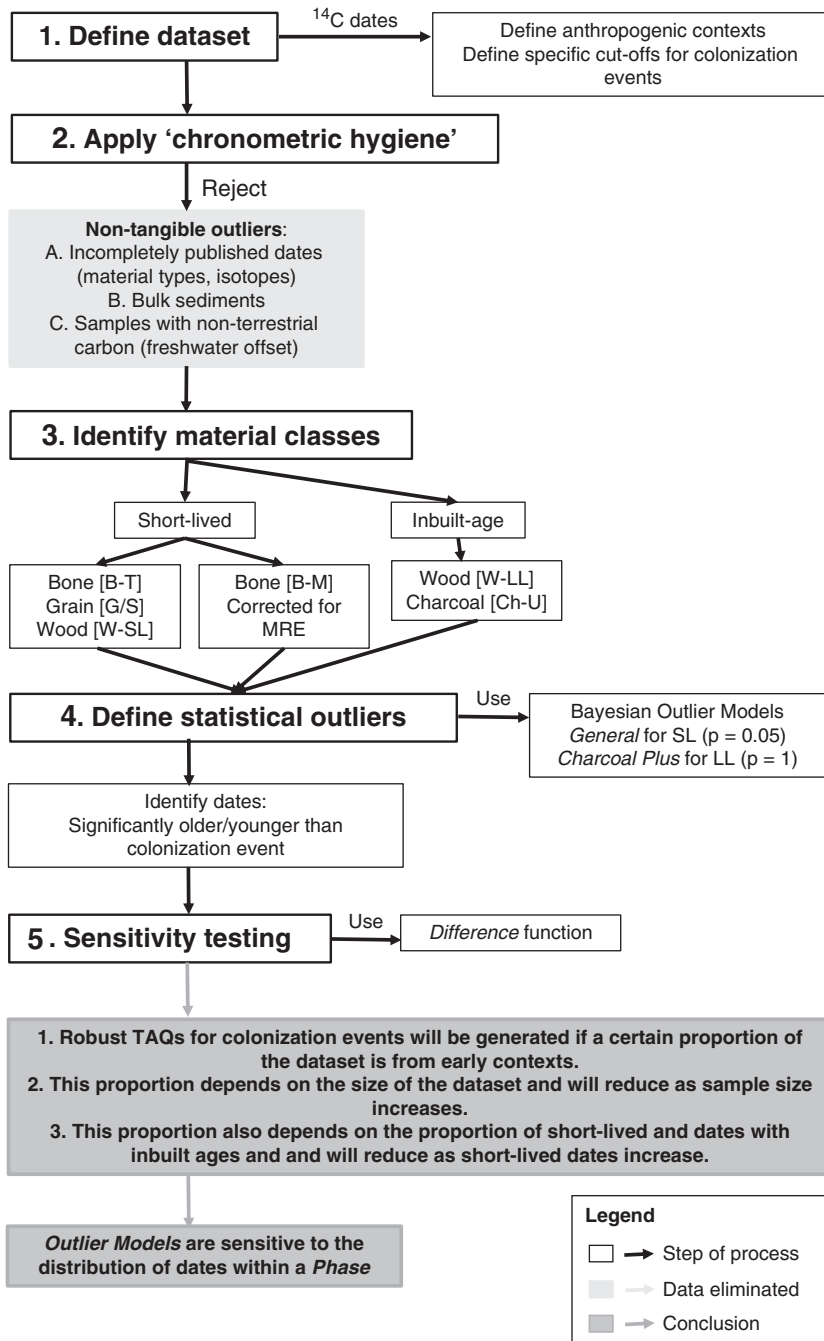 1. Define dataset
¹⁴C dates
Define anthropogenic contexts
Define specific cut-offs for colonization
events
2. Apply ‘chronometric hygiene’
Reject
Non-tangible outliers:
A. Incompletely published dates
(material types, isotopes)
B. Bulk sediments
C. Samples with non-terrestrial
carbon (freshwater offset)
3. Identify material classes
Short-lived
Inbuilt-age
Bone [B-T]
Grain [G/S]
Wood [W-SL]
Bone [B-M]
Corrected for
MRE
Wood [W-LL]
Charcoal [Ch-U]
4. Define statistical outliers
Use
Bayesian Outlier Models
General for SL (p = 0.05)
Charcoal Plus for LL (p = 1)
Identify dates:
Significantly older/younger than
colonization event
5 . Sensitivity testing
Use
Difference function
1. Robust TAQs for colonization events will be generated if a certain proportion of
the dataset is from early contexts.
2. This proportion depends on the size of the dataset and will reduce as sample size
increases.
3. This proportion also depends on the proportion of short-lived and dates with
inbuilt ages and and will reduce as short-lived dates increase.
Outlier Models are sensitive to the
distribution of dates within a Phase
Legend
Step of process
Data eliminated
Conclusion